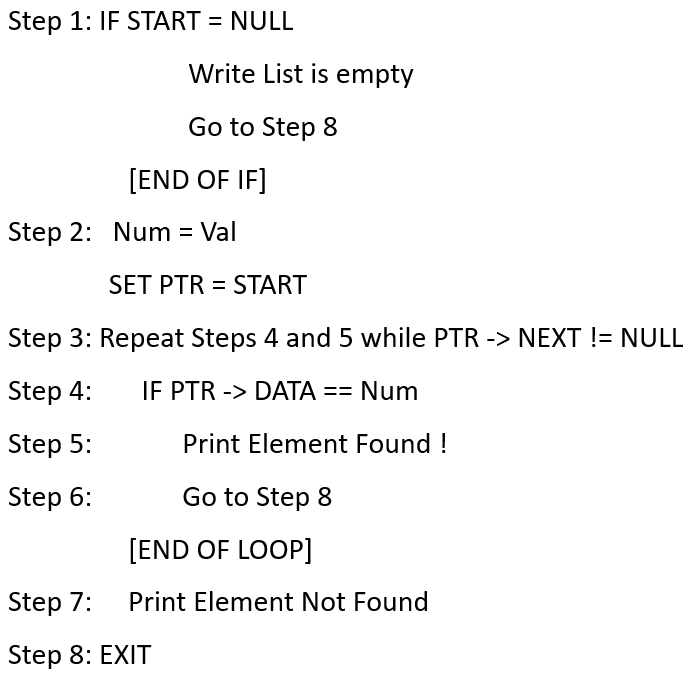 Step 1: IF START = NULL
Write List is empty
Go to Step 8
[END OF IF]
Step 2: Num = Val
SET PTR = START
Step 3: Repeat Steps 4 and 5 while PTR -> NEXT != NULL
Step 4: IF PTR -> DATA == Num
Step 5: Print Element Found !
Step 6: Go to Step 8
[END OF LOOP]
Step 7: Print Element Not Found
Step 8: EXIT